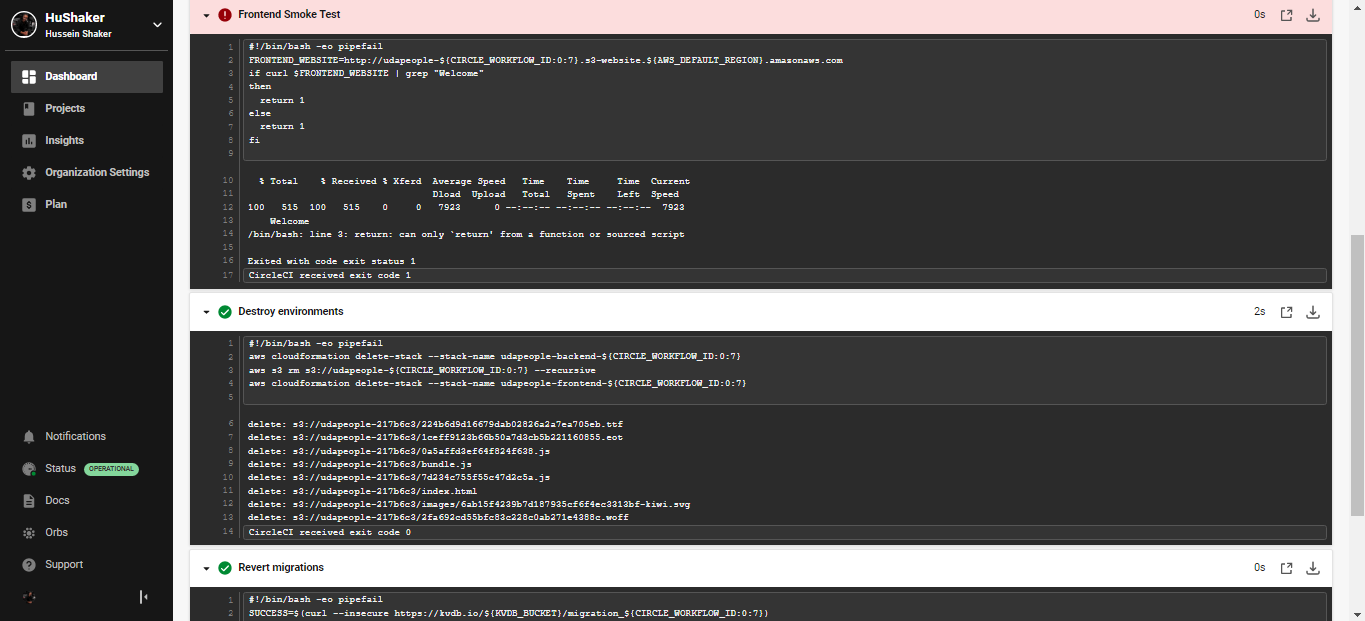 HuShaker
Hussein Shaker
Dashboard
Projects
Insights
Organization Settings
Plan
Notifications
Status OPERATIONAL
Docs
Orbs
Support
Frontend Smoke Test 0s
1 #!/bin/bash -eo pipefail
2 FRONTEND_WEBSITE=http://udapeople-${CIRCLE_WORKFLOW_ID:0:7}.s3-website.${AWS_DEFAULT_REGION}.amasonaws.com
3 if curl $FRONTEND_WEBSITE | grep "Welcome"
4 then
5 return 1
6 else
7 return 1
8 fi
9
10 % Total % Received % Xferd Average Speed Time Time Time Current
11 Dload Upload Total Spent Left Speed
12 100 515 100 515 0 0 7923 0 --:--:-- --:--:-- --:--:-- 7923
13 Welcome
14 /bin/bash: line 3: return: can only `return' from a function or sourced script
15
16 Exited with code exit status 1
17 CircleCI received exit code 1
Destroy environments 2s
1 #!/bin/bash -eo pipefail
2 aws cloudformation delete-stack --stack-name udapeople-backend-${CIRCLE_WORKFLOW_ID:0:7}
3 aws s3 rm s3://udapeople-${CIRCLE_WORKFLOW_ID:0:7} --recursive
4 aws cloudformation delete-stack --stack-name udapeople-frontend-${CIRCLE_WORKFLOW_ID:0:7}
5
6 delete: s3://udapeople-217b6c3/224b6d9d16679dab02826a2a7ea705eb.ttf
7 delete: s3://udapeople-217b6c3/1ceff9123b66b50a7d3cb5b221160855.eot
8 delete: s3://udapeople-217b6c3/0a5affd3ef64f824f638.js
9 delete: s3://udapeople-217b6c3/bundle.js
10 delete: s3://udapeople-217b6c3/7d234c755f55c47d2c5a.js
11 delete: s3://udapeople-217b6c3/index.html
12 delete: s3://udapeople-217b6c3/images/6ab15f4239b7d187935cf6f4ec3313bf-kiwi.svg
13 delete: s3://udapeople-217b6c3/2fa692cd55bfc83c228c0ab271e4388c.woff
14 CircleCI received exit code 0
Revert migrations 0s
1 #!/bin/bash -eo pipefail
2 SUCCESS=$(curl --insecure https://kvdb.io/${KVDB_BUCKET}/migration_${CIRCLE_WORKFLOW_ID:0:7})